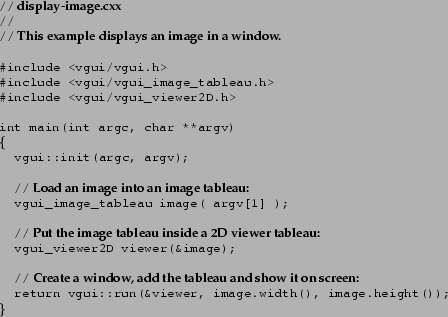 // display-image.cxx
//
// This example displays an image in a window.
#include <vgui/vgui.h>
#include <vgui/vgui_image_tableau.h>
#include <vgui/vgui_viewer2D.h>
int main(int argc, char **argv)
{
vgui::init(argc, argv);
// Load an image into an image tableau:
vgui_image_tableau image( argv[1] );
// Put the image tableau inside a 2D viewer tableau:
vgui_viewer2D viewer(&image);
// Create a window, add the tableau and show it on screen:
return vgui::run(&viewer, image.width(), image.height());
}